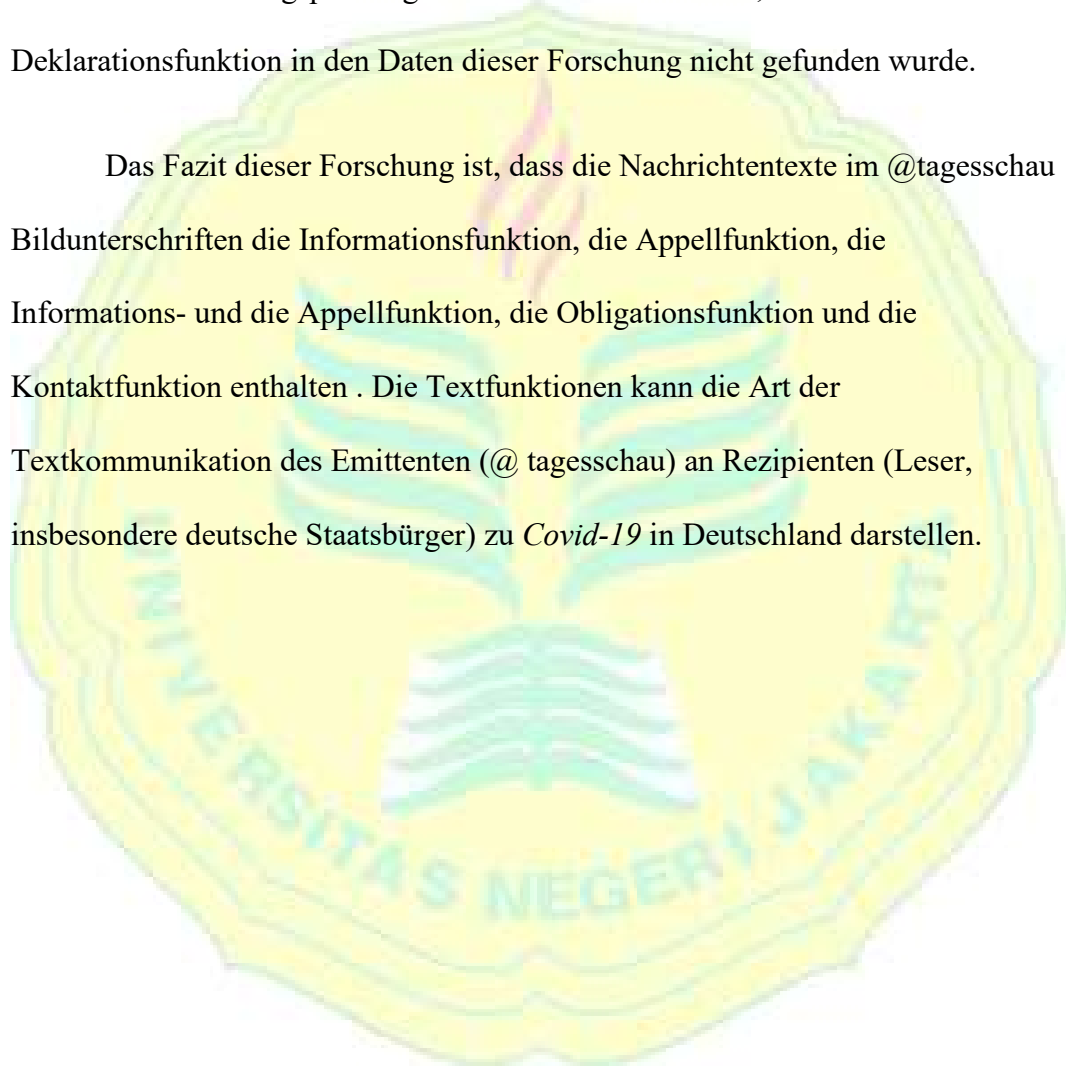 Deklarationsfunktion in den Daten dieser Forschung nicht gefunden wurde.
Das Fazit dieser Forschung ist, dass die Nachrichtentexte im @tagesschau
Bildunterschriften die Informationsfunktion, die Appellfunktion, die
Informations- und die Appellfunktion, die Obligationsfunktion und die
Kontaktfunktion enthalten . Die Textfunktionen kann die Art der
Textkommunikation des Emittenten (@ tagesschau) an Rezipienten (Leser,
insbesondere deutsche Staatsbürger) zu Covid-19 in Deutschland darstellen.
UNIVERSITAS NEGERI JAKARTA